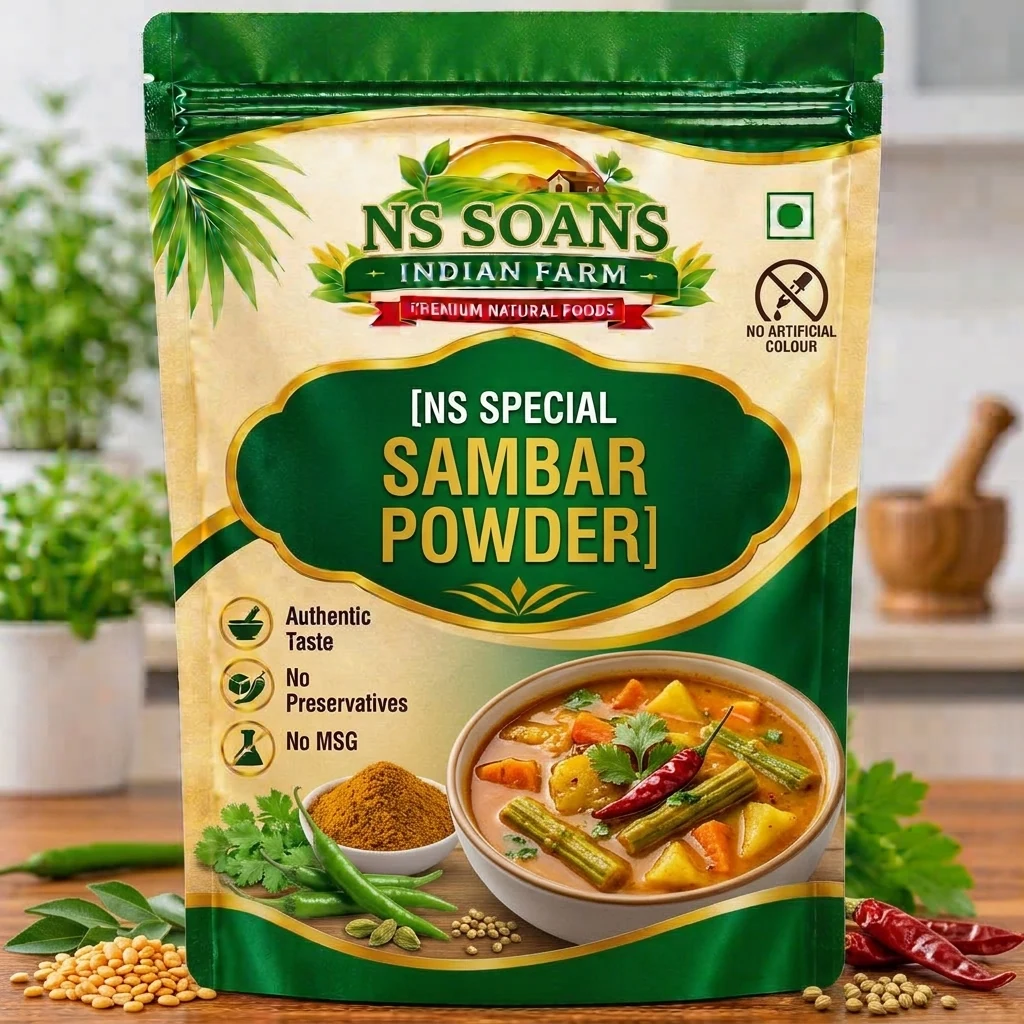 NS SOANS
INDIAN FARM
PREMIUM NATURAL FOODS
NO ARTIFICIAL
COLOUR
[NS SPECIAL
SAMBAR
POWDER]
Authentic
Taste
No
Preservatives
No MSG